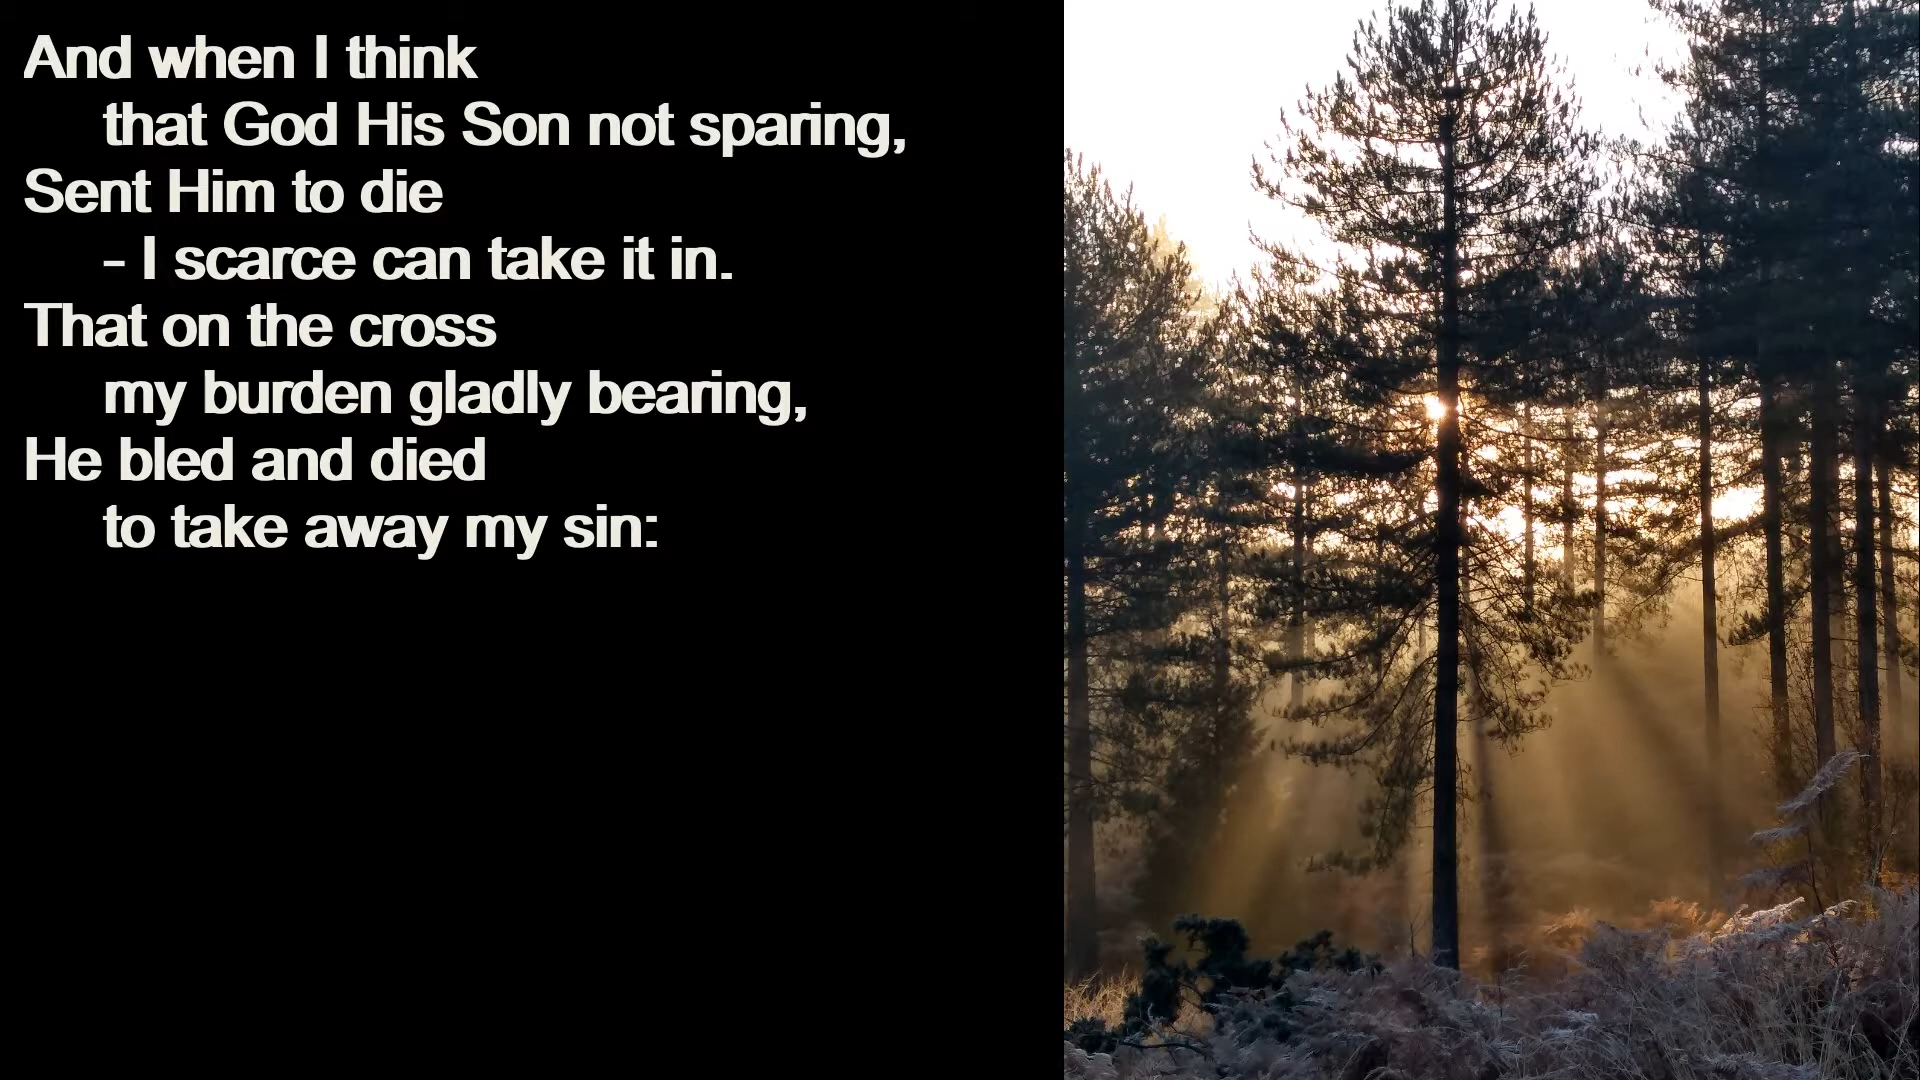 And when I think
that God His Son not sparing,
Sent Him to die
- I scarce can take it in.
That on the cross
my burden gladly bearing,
He bled and died
to take away my sin: